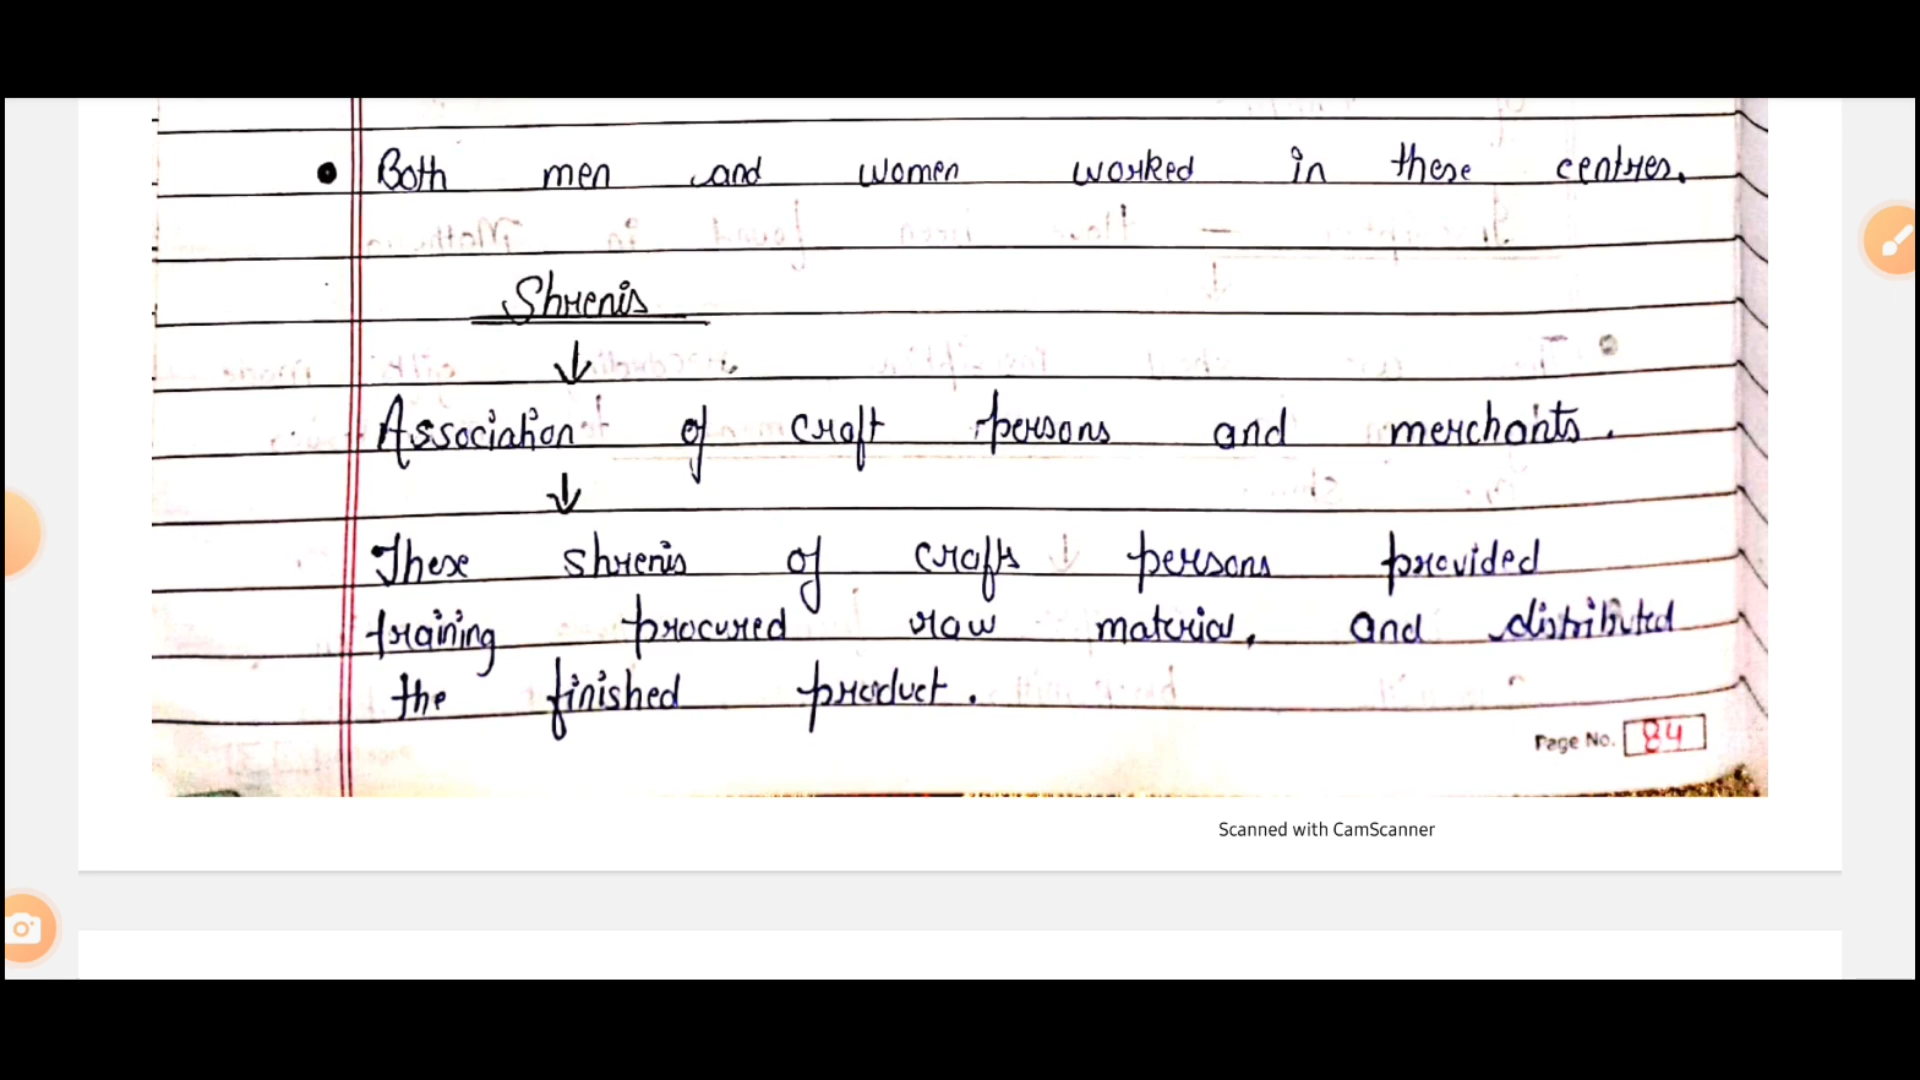 • Both men and women worked in these centres.
Shrenis
↓
Association of craft persons and merchants.
↓
These shrenis of crafts persons provided
training procured raw material, and distributed
the finished product.
Page No. 84
Scanned with CamScanner